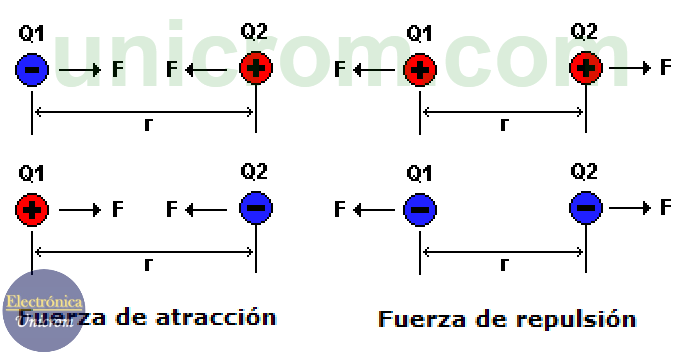 unicrom.com
Q1 Q2 Q1 Q2
- F F + F + + F
r r
Q1 Q2 Q1 Q2
+ F F - F - - F
r r
Electrónica
Unicrom
Fuerza de atracción Fuerza de repulsión